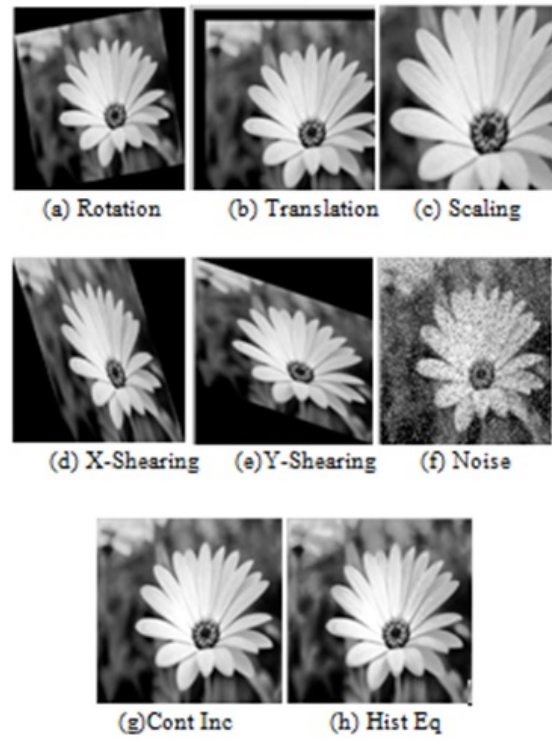 (a) Rotation
(b) Translation
(c) Scaling
(d) X-Shearing
(e)Y-Shearing
(f) Noise
(g)Cont Inc
(h) Hist Eq